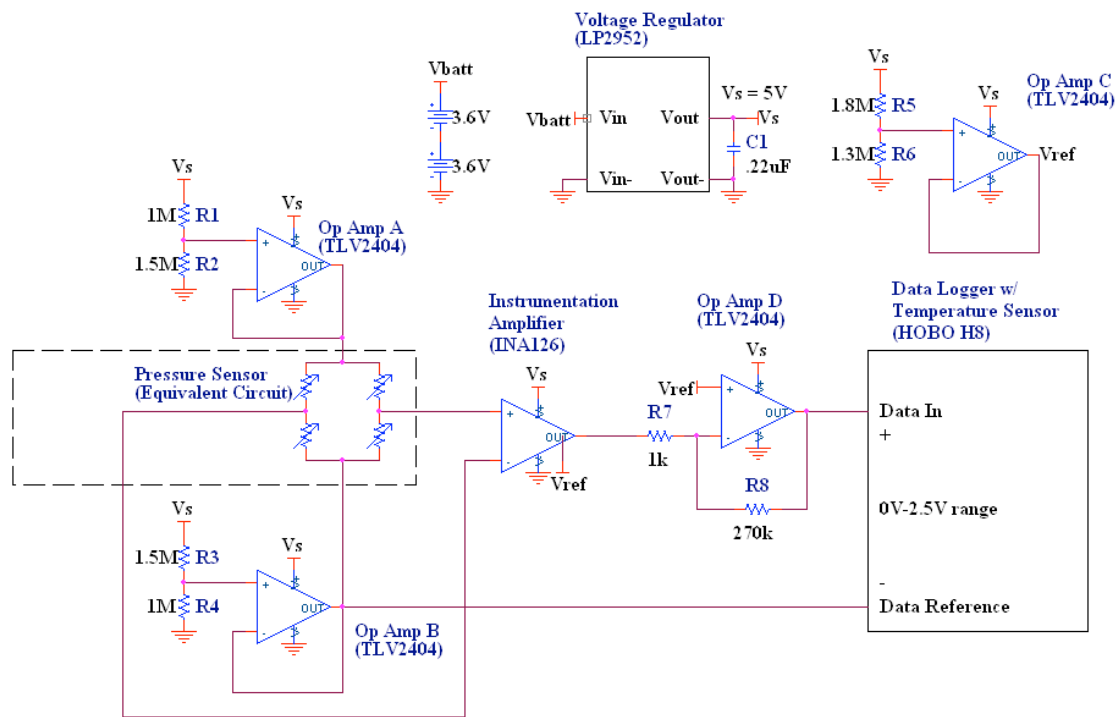 Voltage Regulator
(LP2952)
Vbatt
3.6V
3.6V
Vbatt
Vin
Vout
Vin-
Vout-
Vs = 5V
Vs
C1
.22uF
Vs
1.8M
R5
1.3M
R6
Op Amp C
(TLV2404)
Vs
+
-
OUT
Vref
Vs
1M
R1
1.5M
R2
Op Amp A
(TLV2404)
Vs
+
-
OUT
Pressure Sensor
(Equivalent Circuit)
Instrumentation
Amplifier
(INA126)
Vs
+
-
OUT
Vref
R7
1k
Op Amp D
(TLV2404)
Vs
Vref
+
-
OUT
R8
270k
Data Logger w/
Temperature Sensor
(HOBO H8)
Data In
+
0V-2.5V range
-
Data Reference
Vs
1.5M
R3
1M
R4
Vs
+
-
OUT
Op Amp B
(TLV2404)